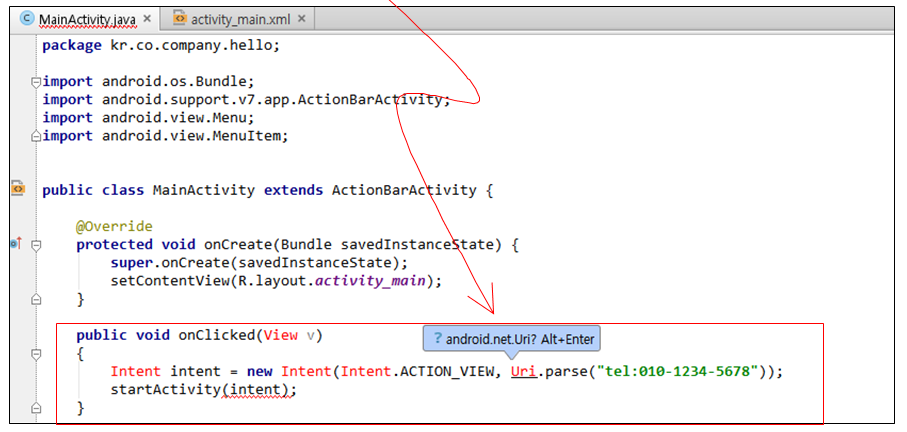 MainActivity.java × activity_main.xml ×
package kr.co.company.hello;
import android.os.Bundle;
import android.support.v7.app.ActionBarActivity;
import android.view.Menu;
import android.view.MenuItem;
public class MainActivity extends ActionBarActivity {
@Override
protected void onCreate(Bundle savedInstanceState) {
super.onCreate(savedInstanceState);
setContentView(R.layout.activity_main);
}
public void onClicked(View v)
? android.net.Uri? Alt+Enter
{
Intent intent = new Intent(Intent.ACTION_VIEW, Uri.parse("tel:010-1234-5678"));
startActivity(intent);
}